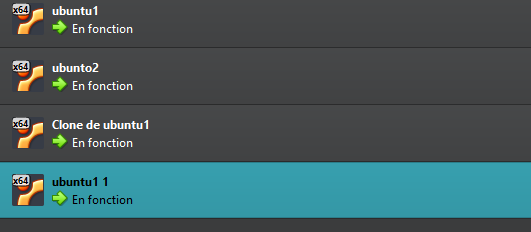 x64 ubuntu1
En fonction
x64 ubunto2
En fonction
x64 Clone de ubuntu1
En fonction
x64 ubuntu1 1
En fonction